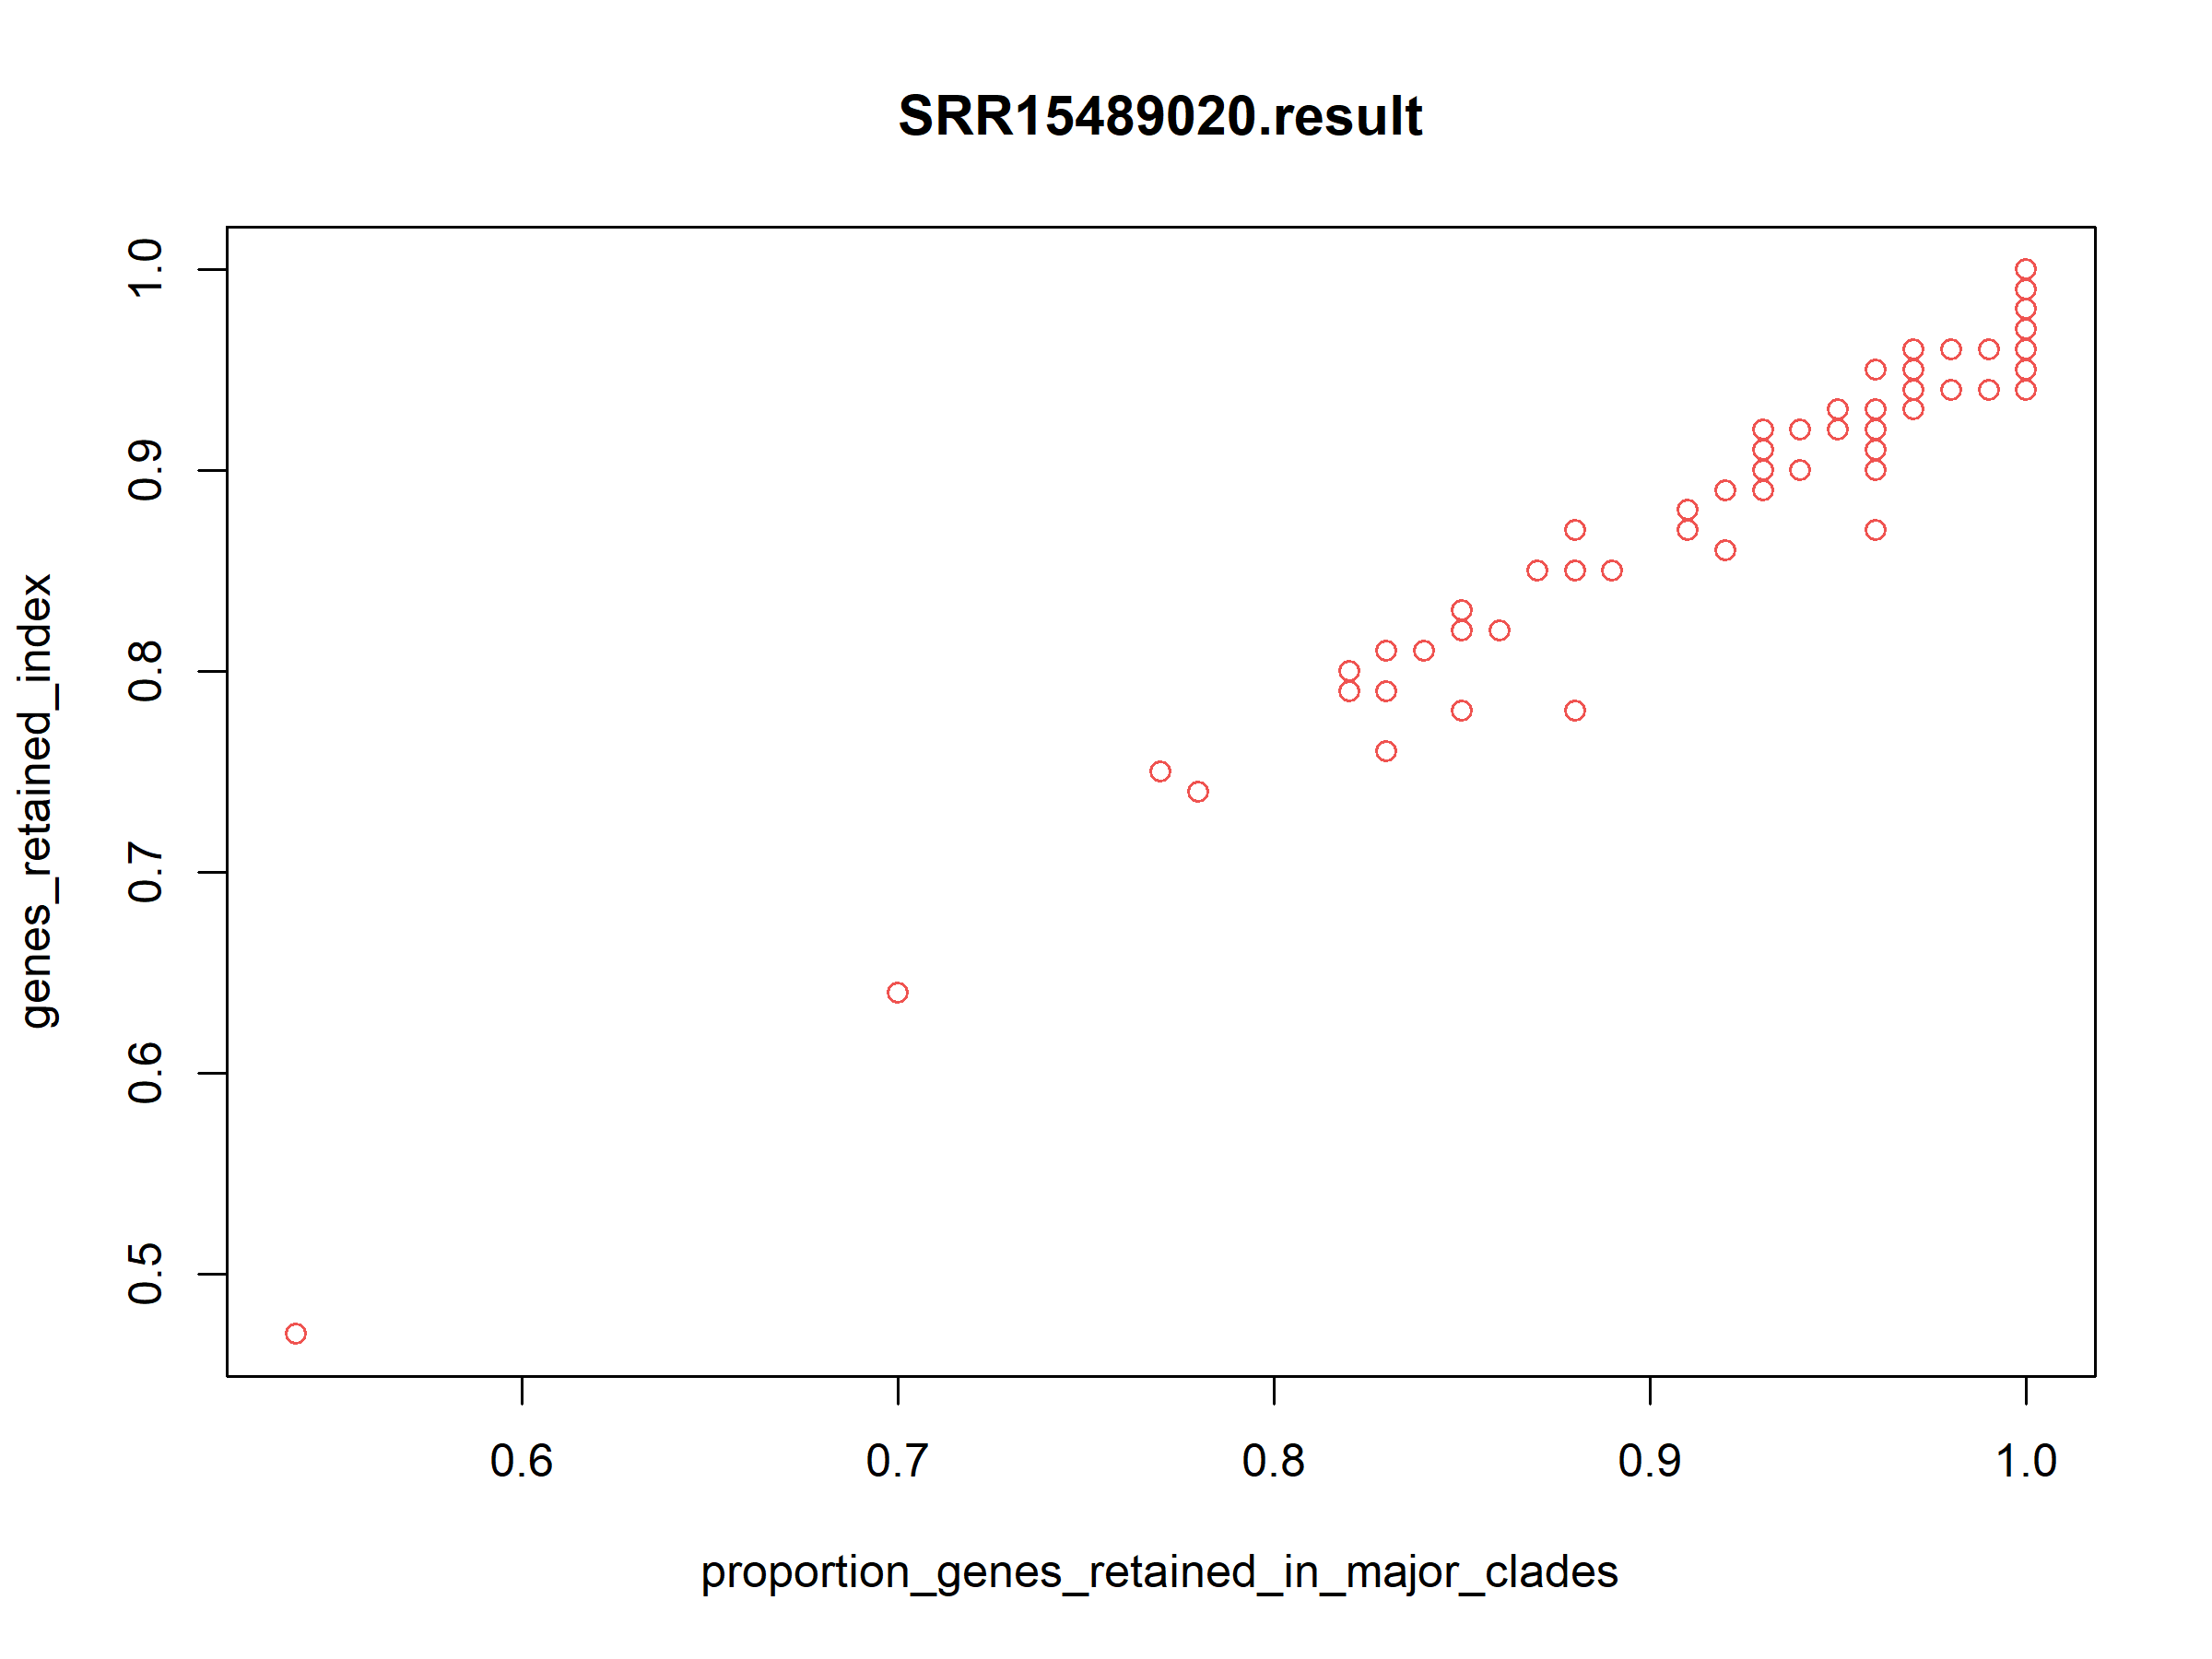 SRR15489020.result
1.0
0.9
0.8
0.7
0.6
0.5
genes_retained_index
0.6 0.7 0.8 0.9 1.0
proportion_genes_retained_in_major_clades